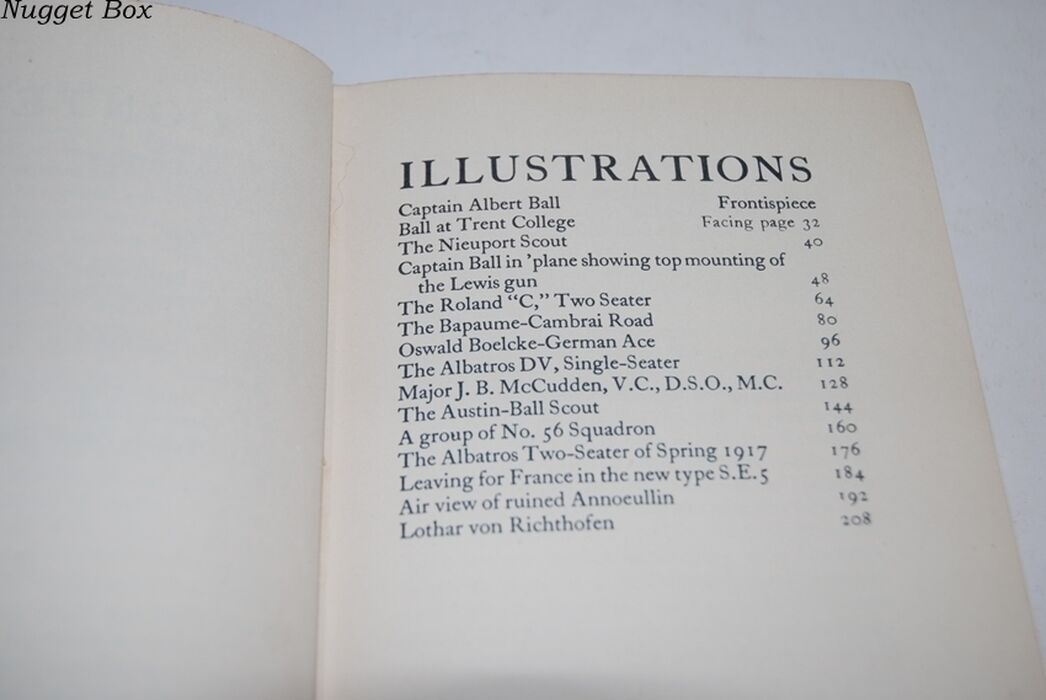 Nugget Box
ILLUSTRATIONS
Captain Albert Ball Frontispiece
Ball at Trent College Facing page 32
The Nieuport Scout 40
Captain Ball in 'plane showing top mounting of
the Lewis gun 48
The Roland “C,” Two Seater 64
The Bapaume-Cambrai Road 80
Oswald Boelcke-German Ace 96
The Albatros DV, Single-Seater 112
Major J. B. McCudden, V.C., D.S.O., M.C. 128
The Austin-Ball Scout 144
A group of No. 56 Squadron 160
The Albatros Two-Seater of Spring 1917 176
Leaving for France in the new type S.E.5 184
Air view of ruined Annoeullin 192
Lothar von Richthofen 208